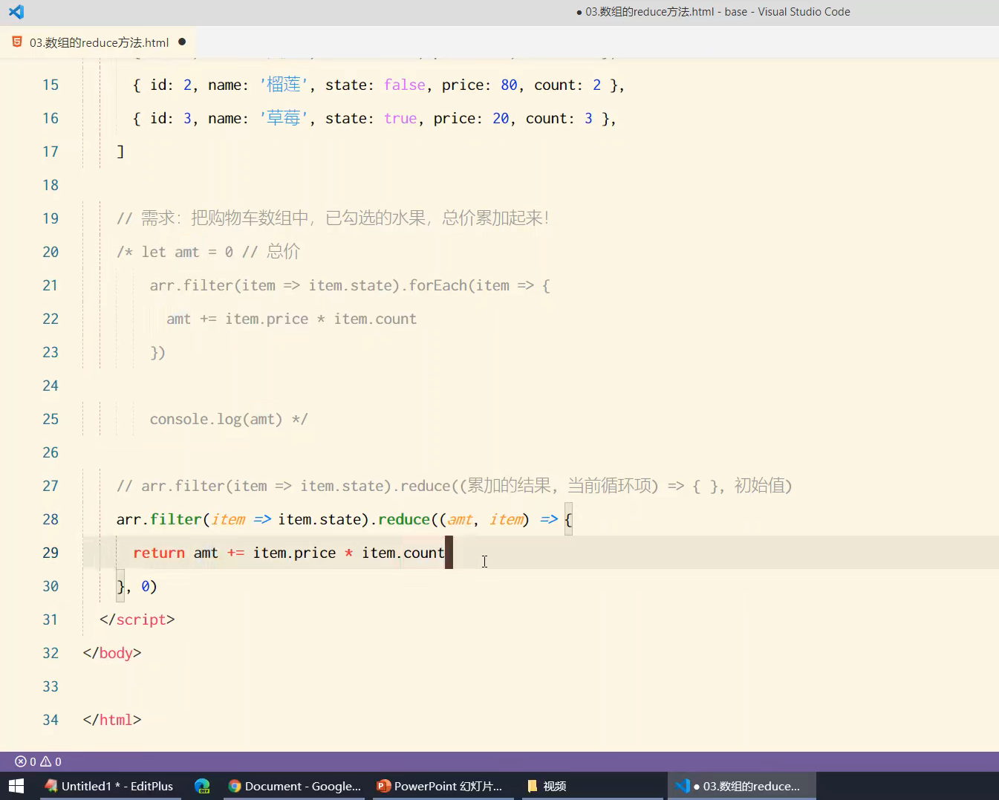 ● 03.数组的reduce方法.html - base - Visual Studio Code
03.数组的reduce方法.html ●
15 { id: 2, name: '榴莲', state: false, price: 80, count: 2 },
16 { id: 3, name: '草莓', state: true, price: 20, count: 3 },
17 ]
18
19 // 需求：把购物车数组中，已勾选的水果，总价累加起来！
20 /* let amt = 0 // 总价
21 arr.filter(item => item.state).forEach(item => {
22 amt += item.price * item.count
23 })
24
25 console.log(amt) */
26
27 // arr.filter(item => item.state).reduce((累加的结果，当前循环项) => { }, 初始值)
28 arr.filter(item => item.state).reduce((amt, item) => {
29 return amt += item.price * item.count
30 }, 0)
31 </script>
32 </body>
33
34 </html>
0 0
Untitled1 * - EditPlus
DEV
Document - Google...
PowerPoint 幻灯片...
视频
● 03.数组的reduce...